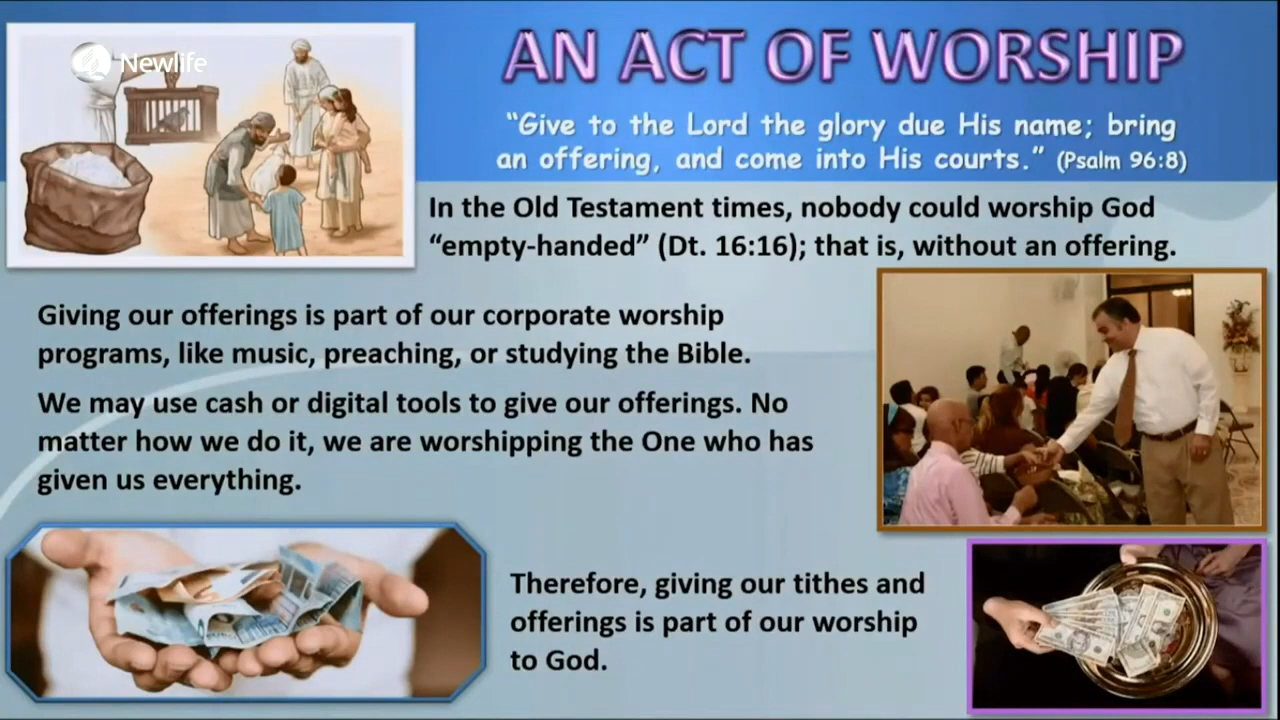 Newlife
AN ACT OF WORSHIP
“Give to the Lord the glory due His name; bring
an offering, and come into His courts.” (Psalm 96:8)
In the Old Testament times, nobody could worship God
“empty-handed” (Dt. 16:16); that is, without an offering.
Giving our offerings is part of our corporate worship
programs, like music, preaching, or studying the Bible.
We may use cash or digital tools to give our offerings. No
matter how we do it, we are worshipping the One who has
given us everything.
Therefore, giving our tithes and
offerings is part of our worship
to God.